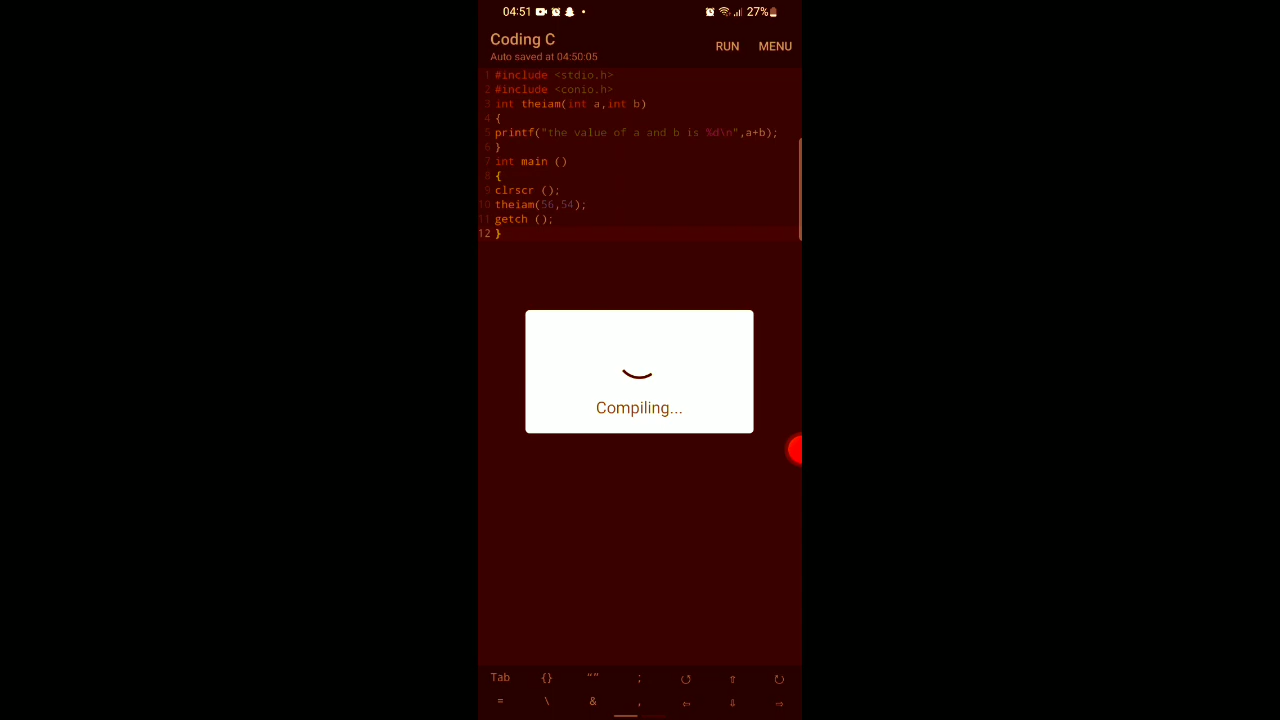 04:51 27%
Coding C
RUN MENU
Auto saved at 04:50:05
1 #include <stdio.h>
2 #include <conio.h>
3 int theiam(int a,int b)
4 {
5 printf("the value of a and b is %d\n",a+b);
6 }
7 int main ()
8 {
9 clrscr ();
10 theiam(56,54);
11 getch ();
12 }
Compiling...
Tab {} “” ; 
= \ & ,